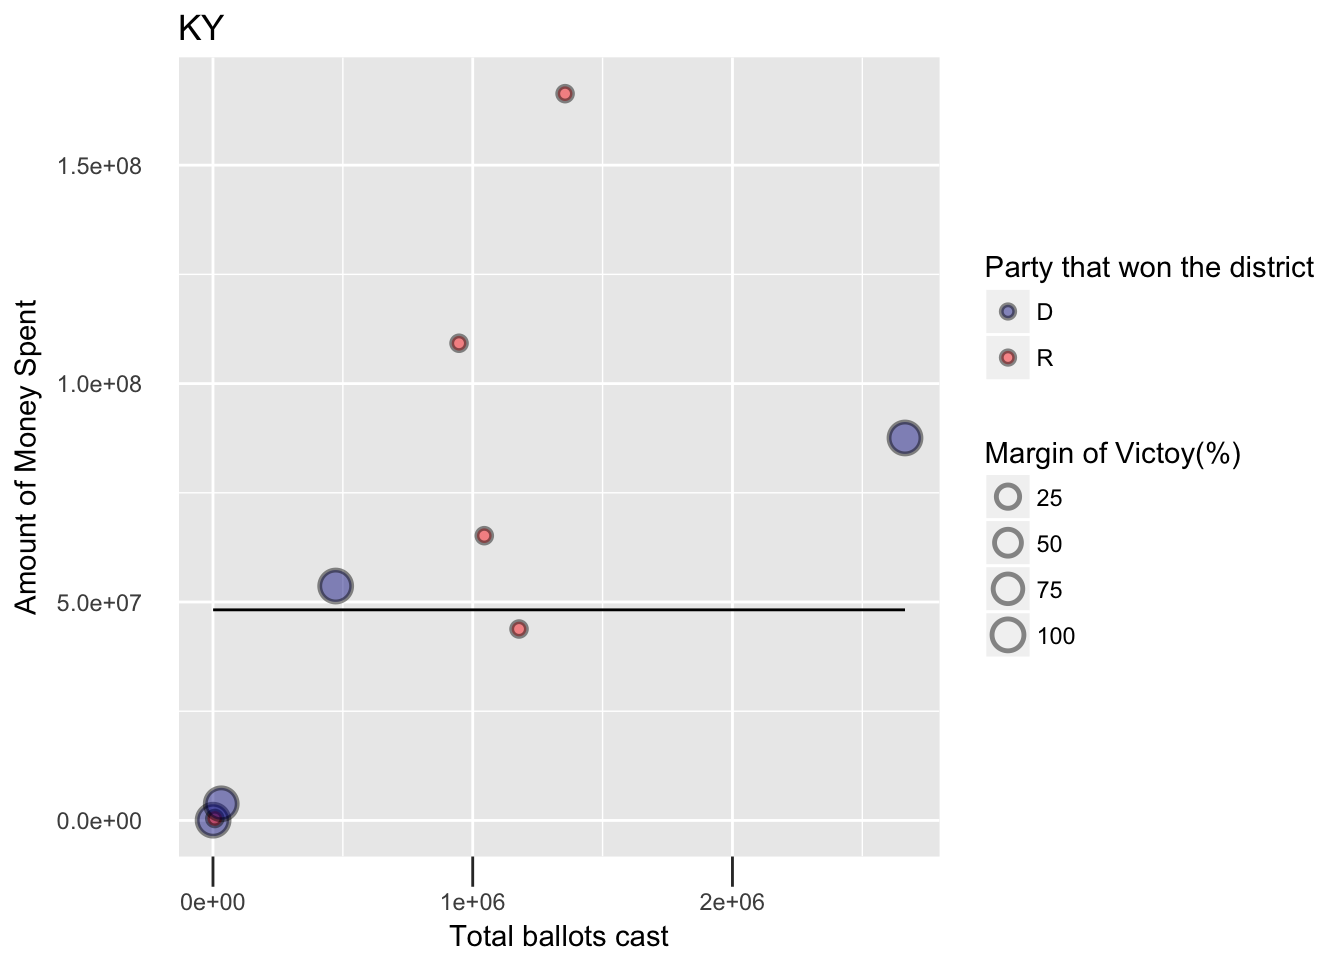 KY
1.5e+08
1.0e+08
5.0e+07
0.0e+00
Amount of Money Spent
0e+00 1e+06 2e+06
Total ballots cast
Party that won the district
D
R
Margin of Victoy(%)
25
50
75
100